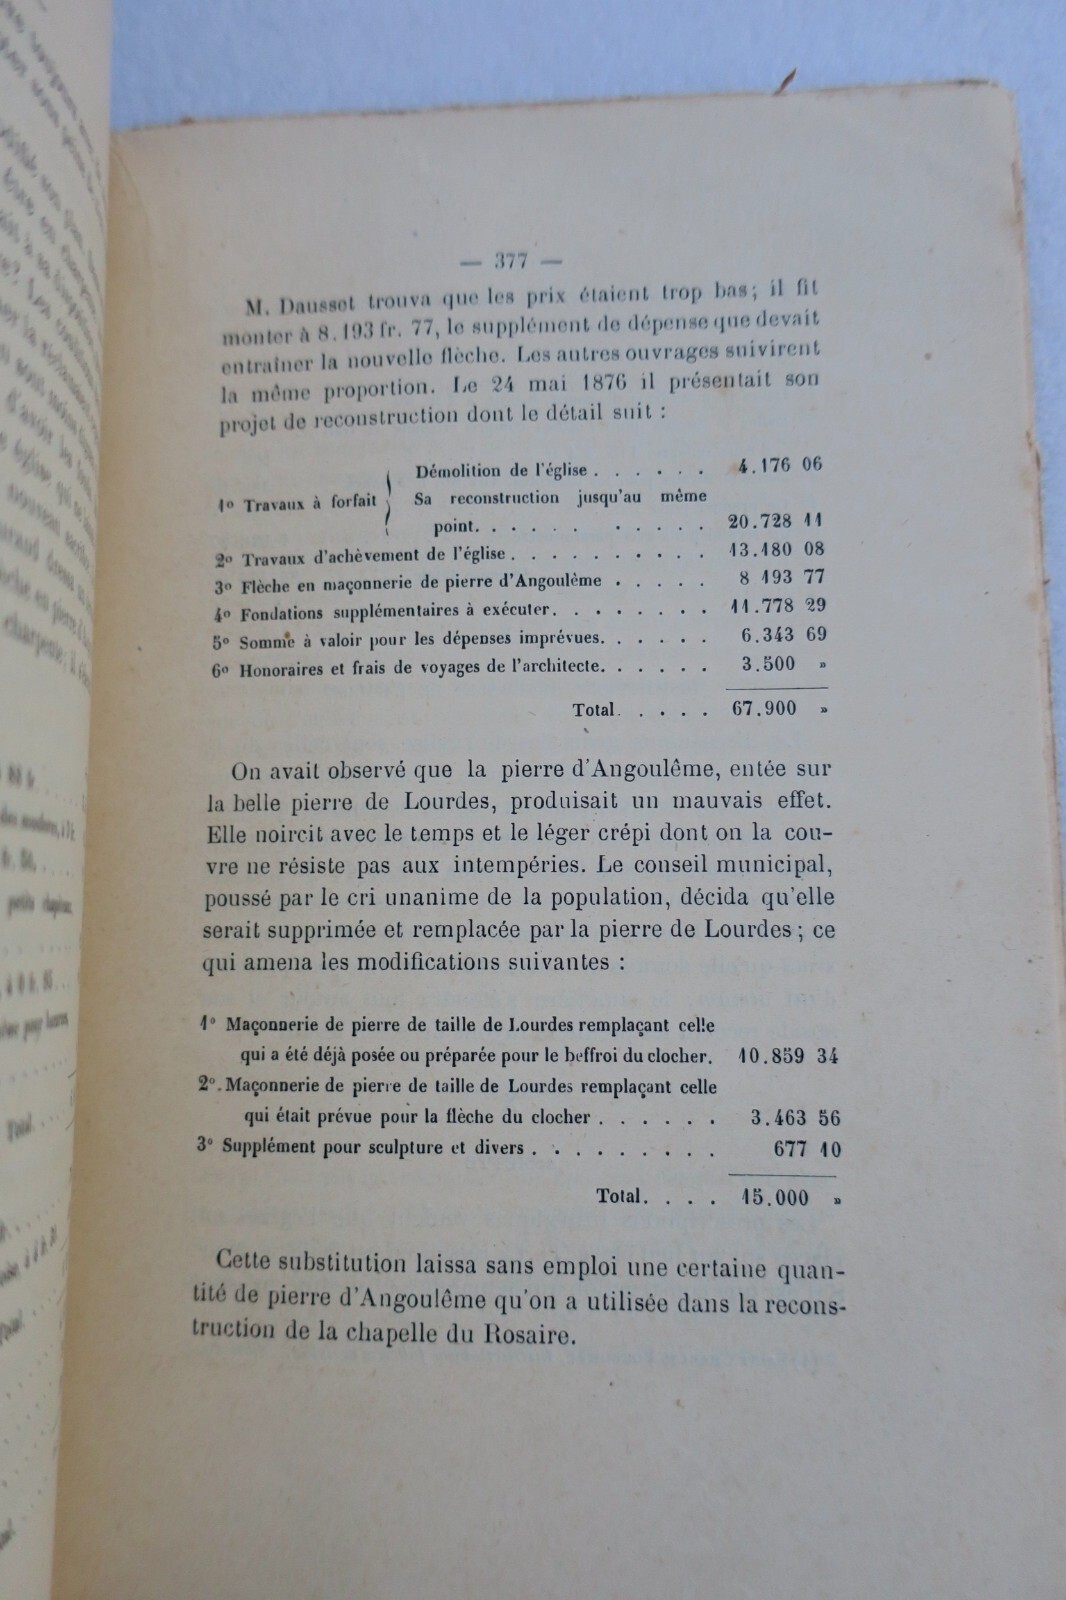 — 377 —
M. Dausset trouva que les prix étaient trop bas; il fit
monter à 8.193 fr. 77, le supplément de dépense que devait
entraîner la nouvelle flèche. Les autres ouvrages suivirent
la même proportion. Le 24 mai 1876 il présentait son
projet de reconstruction dont le détail suit :
1º Travaux à forfait { Démolition de l'église . . . . . . 4.176 06
Sa reconstruction jusqu'au même
point. . . . . . . . . . . 20.728 11
2º Travaux d'achèvement de l'église . . . . . . . . . . 13.180 08
3º Flèche en maçonnerie de pierre d'Angoulême . . . . . 8 193 77
4º Fondations supplémentaires à exécuter. . . . . . . . 11.778 29
5º Somme à valoir pour les dépenses imprévues. . . . . . 6.343 69
6º Honoraires et frais de voyages de l'architecte. . . . . . 3.500 »
Total. . . . . 67.900 »
On avait observé que la pierre d'Angoulême, entée sur
la belle pierre de Lourdes, produisait un mauvais effet.
Elle noircit avec le temps et le léger crépi dont on la cou-
vre ne résiste pas aux intempéries. Le conseil municipal,
poussé par le cri unanime de la population, décida qu'elle
serait supprimée et remplacée par la pierre de Lourdes ; ce
qui amena les modifications suivantes :
1° Maçonnerie de pierre de taille de Lourdes remplaçant celle
qui a été déjà posée ou préparée pour le beffroi du clocher. 10.859 34
2°. Maçonnerie de pierre de taille de Lourdes remplaçant celle
qui était prévue pour la flèche du clocher . . . . . . 3.463 56
3° Supplément pour sculpture et divers . . . . . . . . . 677 10
Total. . . . 15.000 »
Cette substitution laissa sans emploi une certaine quan-
tité de pierre d'Angoulême qu'on a utilisée dans la recons-
truction de la chapelle du Rosaire.